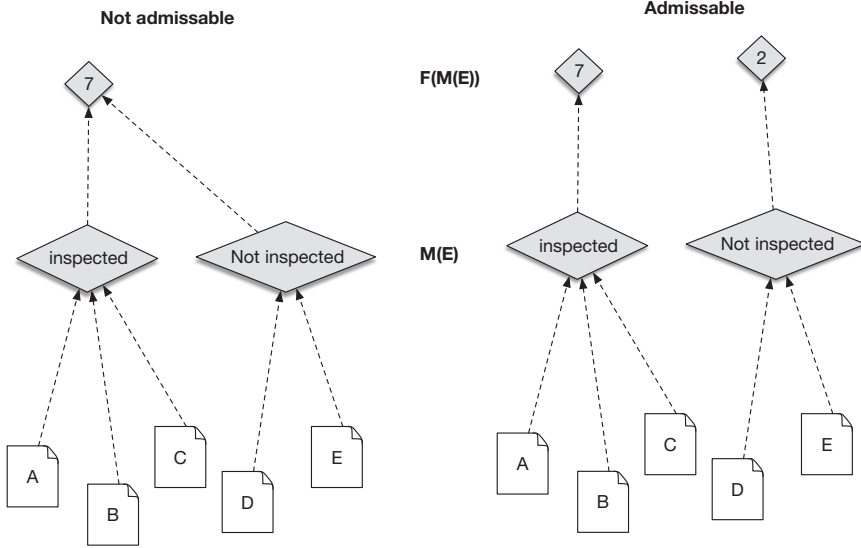 Not admissable
7
inspected
Not inspected
A
B
C
D
E
F(M(E))
M(E)
Admissable
7
2
inspected
Not inspected
A
B
C
D
E